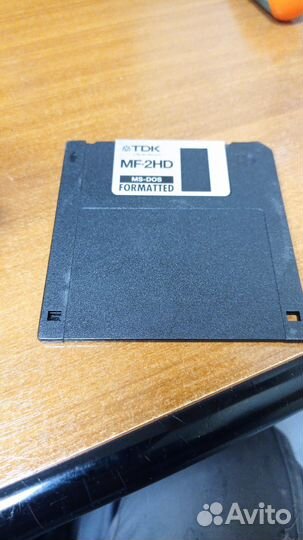 TDK
MF-2HD
MS-DOS
FORMATTED
Avito